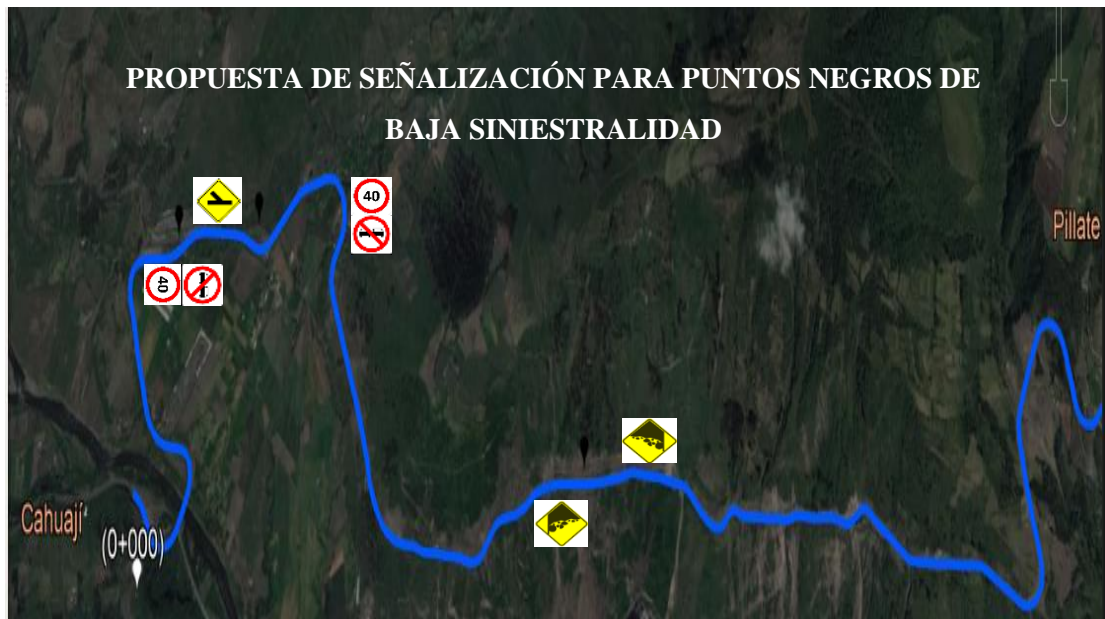 PROPUESTA DE SEÑALIZACIÓN PARA PUNTOS NEGROS DE
BAJA SINIESTRALIDAD
40
Pillate
40
Cahuají
(0+000)